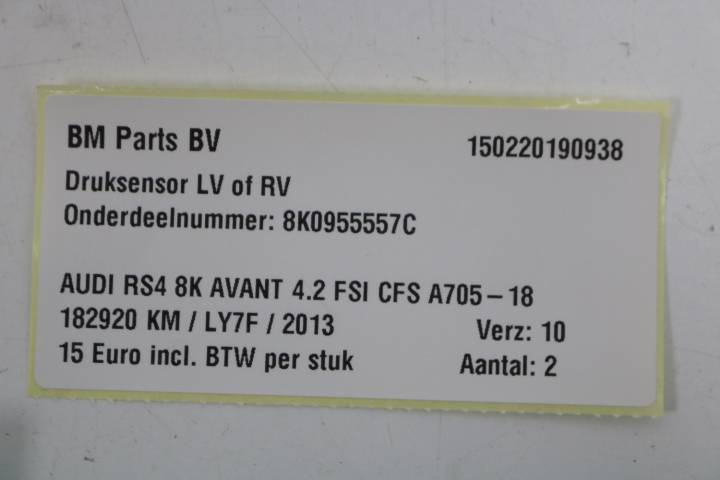 BM Parts BV 150220190938
Druksensor LV of RV
Onderdeelnummer: 8K0955557C
AUDI RS4 8K AVANT 4.2 FSI CFS A705-18
182920 KM / LY7F / 2013 Verz: 10
15 Euro incl. BTW per stuk Aantal: 2